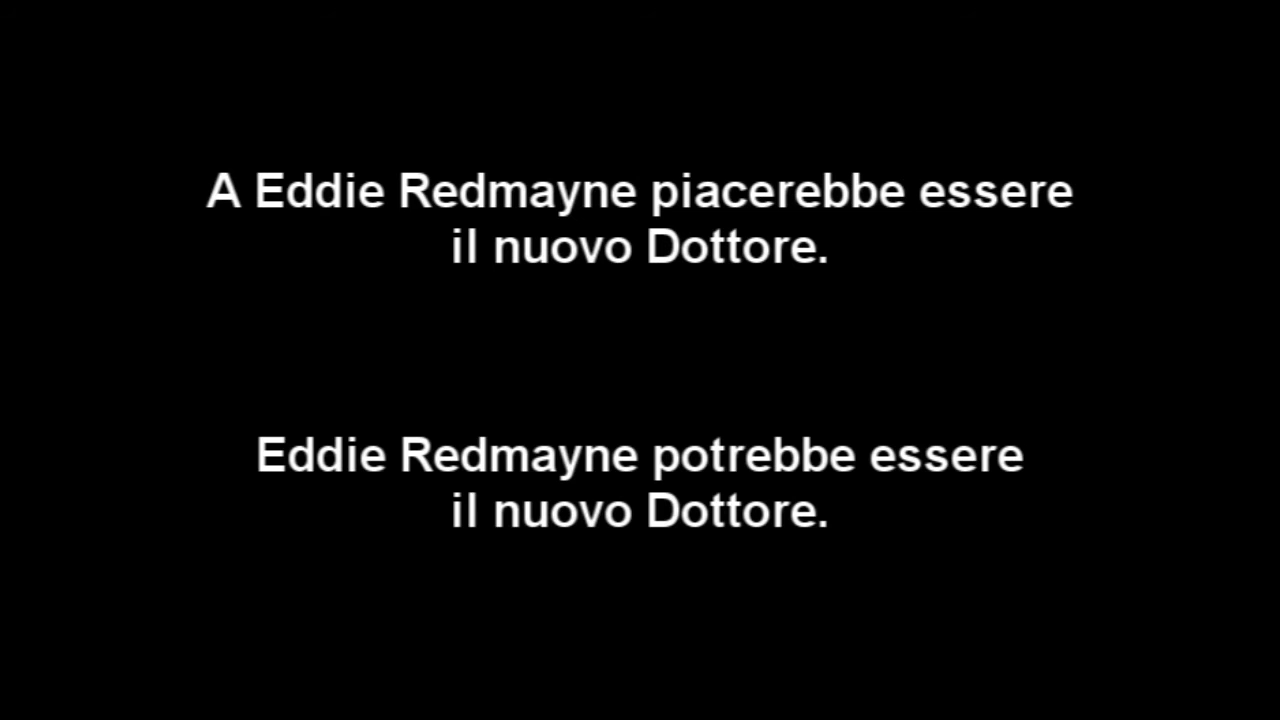 A Eddie Redmayne piacerebbe essere
il nuovo Dottore.
Eddie Redmayne potrebbe essere
il nuovo Dottore.